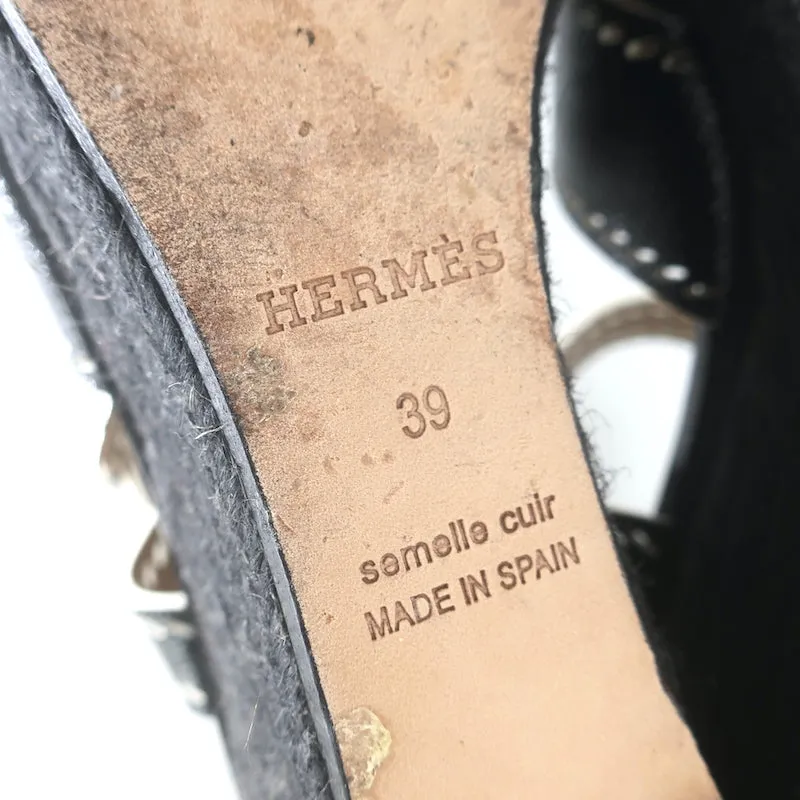 HERMÈS
39
semelle cuir
MADE IN SPAIN